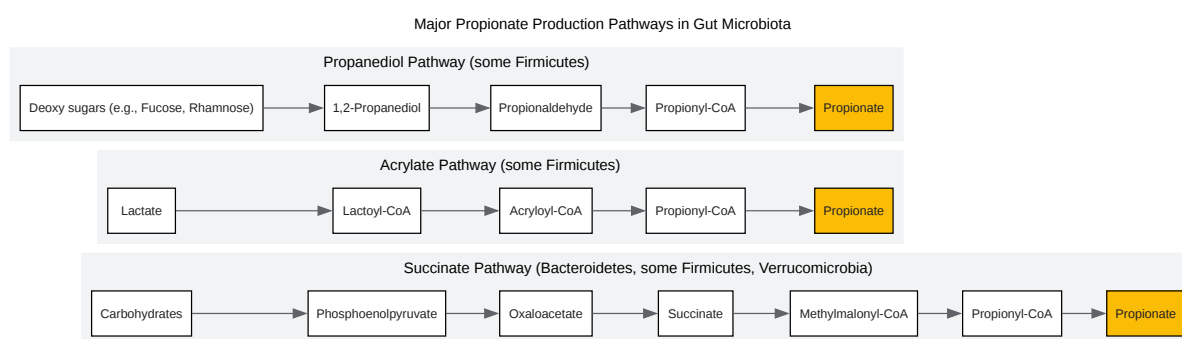 Major Propionate Production Pathways in Gut Microbiota
Propanediol Pathway (some Firmicutes)
Deoxy sugars (e.g., Fucose, Rhamnose)
1,2-Propanediol
Propionaldehyde
Propionyl-CoA
Propionate
Acrylate Pathway (some Firmicutes)
Lactate
Lactoyl-CoA
Acryloyl-CoA
Propionyl-CoA
Propionate
Succinate Pathway (Bacteroidetes, some Firmicutes, Verrucomicrobia)
Carbohydrates
Phosphoenolpyruvate
Oxaloacetate
Succinate
Methylmalonyl-CoA
Propionyl-CoA
Propionate